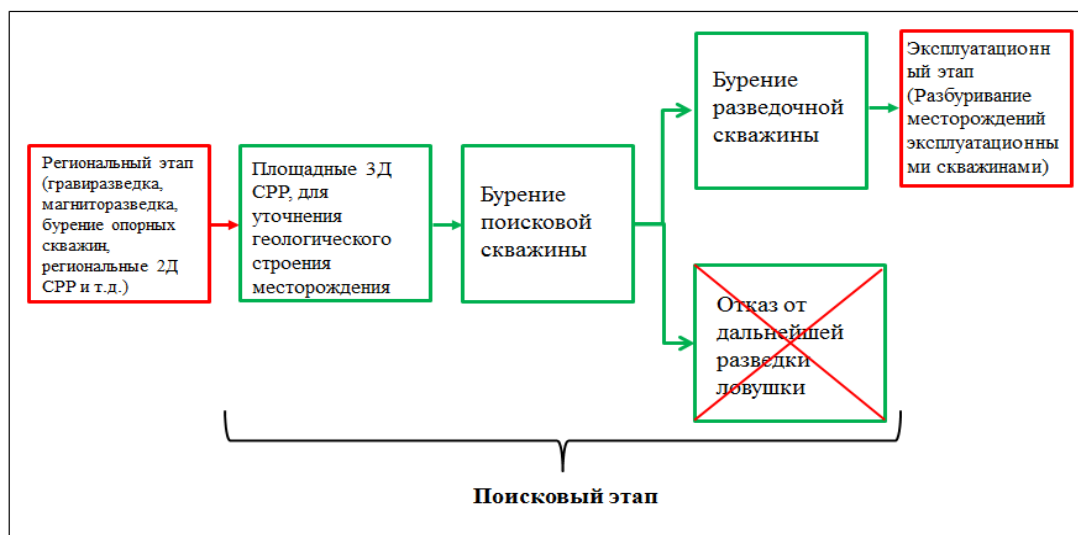 Региональный этап
(гравиразведка,
магниторазведка,
бурение опорных
скважин,
региональные 2Д
СРР и т.д.)
Площадные 3Д
СРР, для
уточнения
геологического
строения
месторождения
Бурение
поисковой
скважины
Бурение
разведочной
скважины
Эксплуатационн
ый этап
(Разбуривание
месторождений
эксплуатационны
ми скважинами)
Отказ от
дальнейшей
разведки
ловушки
Поисковый этап